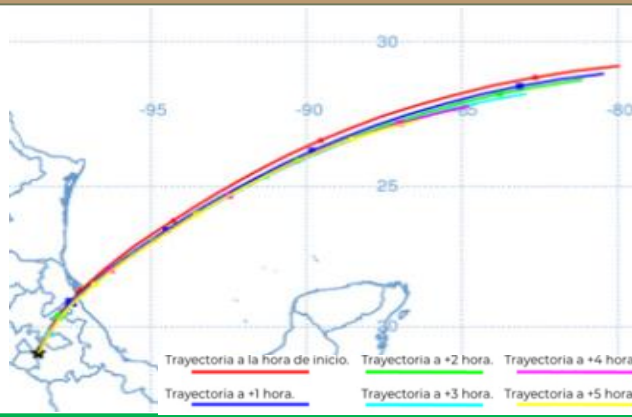 30
-95
-90
-85
-80
25
20
Trayectoria a la hora de inicio.
Trayectoria a +2 hora.
Trayectoria a +4 hora
Trayectoria a +1 hora.
Trayectoria a +3 hora.
Trayectoria a +5 hora.